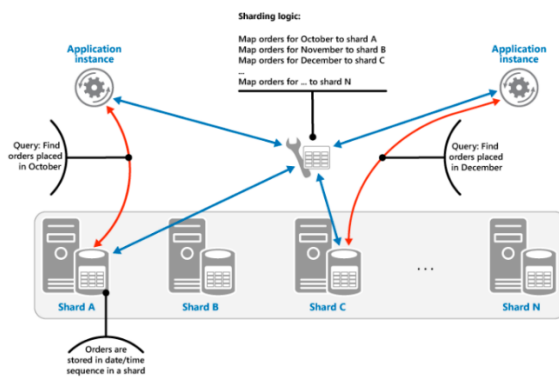 Sharding logic:
Map orders for October to shard A
Map orders for November to shard B
Map orders for December to shard C
...
Map orders for ... to shard N
Application
instance
Application
instance
Query: Find
orders placed
in October
Query: Find
orders placed
in December
...
Shard A
Shard B
Shard C
Shard N
Orders are
stored in date/time
sequence in a shard